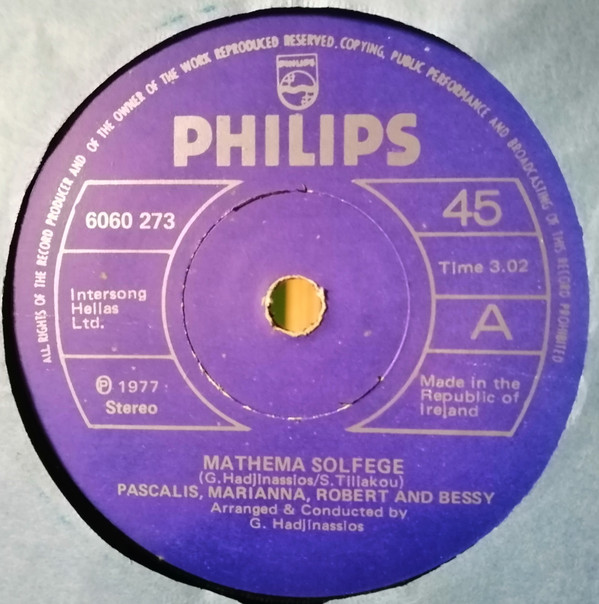 ALL RIGHTS OF THE RECORD PRODUCER AND OF THE OWNER OF THE WORK REPRODUCED RESERVED. COPYING, PUBLIC PERFORMANCE AND BROADCASTING OF THIS RECORD PROHIBITED
PHILIPS
PHILIPS
6060 273
Intersong
Hellas
Ltd.
℗ 1977
Stereo
45
Time 3.02
A
Made in the
Republic of
Ireland
MATHEMA SOLFEGE
(G. Hadjinassios/S. Tiliakou)
PASCALIS, MARIANNA, ROBERT AND BESSY
Arranged & Conducted by
G. Hadjinassios